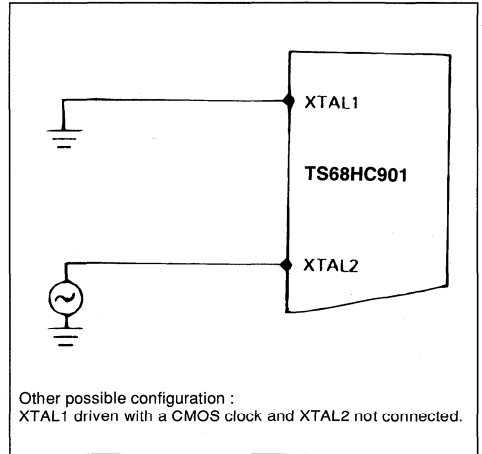 XTAL1
TS68HC901
XTAL2
Other possible configuration :
XTAL1 driven with a CMOS clock and XTAL2 not connected.